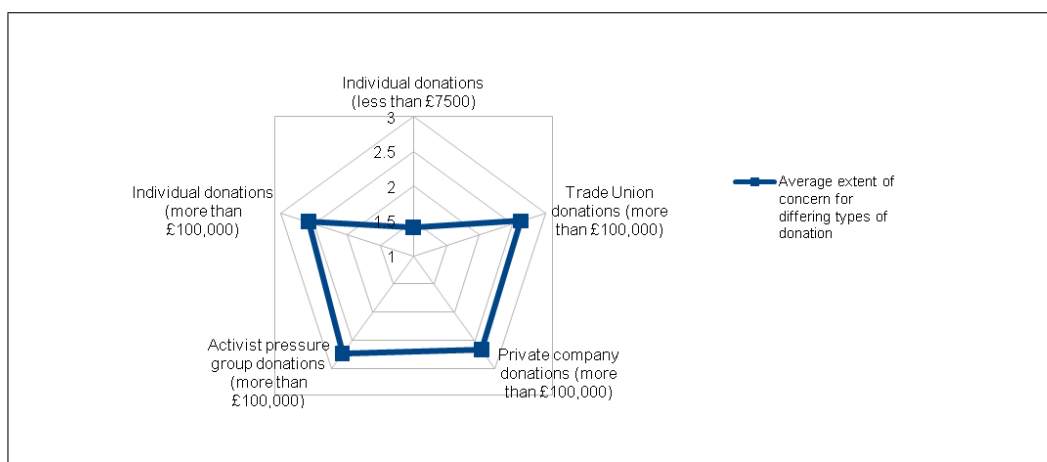 Individual donations
(less than £7500)
3
2.5
2
1.5
1
Individual donations
(more than
£100,000)
Trade Union
donations (more
than £100,000)
Average extent of
concern for
differing types of
donation
Activist pressure
group donations
(more than
£100,000)
Private company
donations (more
than £100,000)